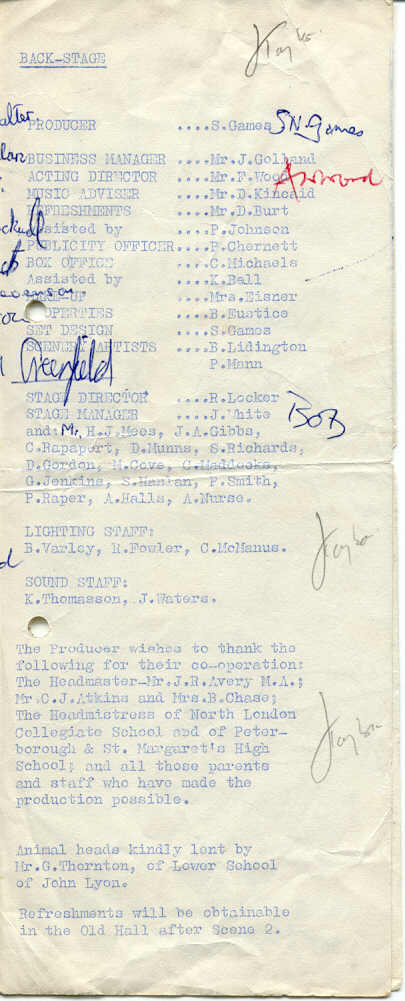 BACK-STAGE
PRODUCER ....S.Games S.N.Games
BUSINESS MANAGER ....Mr.J.Golland
ACTING DIRECTOR ....Mr.F.Wood
MUSIC ADVISER ....Mr.D.Kincaid
REFRESHMENTS ....Mr.D.Burt
Assisted by ....P.Johnson
PUBLICITY OFFICER....P.Chernett
BOX OFFICE ....C.Michaels
Assisted by ....K.Ball
MAKE-UP ....Mrs.Eisner
PROPERTIES ....B.Eustice
SET DESIGN ....S.Games
SCENERY ARTISTS ....B.Lidington
P.Mann
Greenfield
STAGE DIRECTOR ....R.Locker
STAGE MANAGER ....J.White BOB
and: Mr. H.J.Mees, J.A.Gibbs,
C.Rapaport, D.Munns, S.Richards,
D.Gordon, M.Cove, C.Maddocks,
G.Jenkins, S.Hanlan, P.Smith,
P.Raper, A.Halls, A.Nurse.
LIGHTING STAFF:
B.Varley, R.Fowler, C.McManus.
SOUND STAFF:
K.Thomasson, J.Waters.
The Producer wishes to thank the
following for their co-operation:
The Headmaster-Mr.J.R.Avery M.A.;
Mr.C.J.Atkins and Mrs.B.Chase;
The Headmistress of North London
Collegiate School and of Peter-
borough & St. Margaret's High
School; and all those parents
and staff who have made the
production possible.
Animal heads kindly lent by
Mr.G.Thornton, of Lower School
of John Lyon.
Refreshments will be obtainable
in the Old Hall after Scene 2.